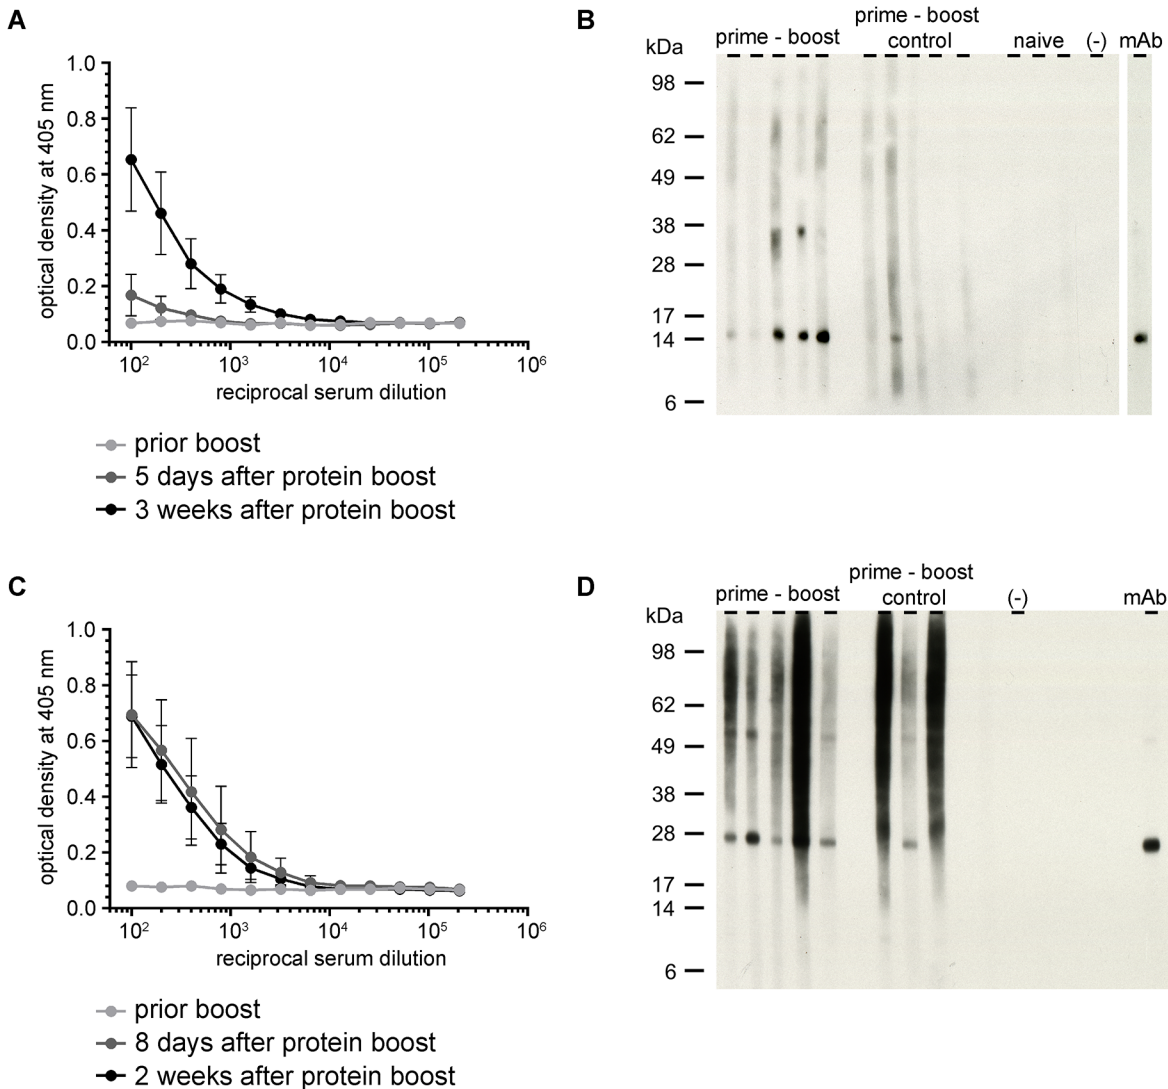 A
optical density at 405 nm
1.0
0.8
0.6
0.4
0.2
0.0
10² 10³ 10⁴ 10⁵ 10⁶
reciprocal serum dilution
prior boost
5 days after protein boost
3 weeks after protein boost
B
prime - boost
kDa prime - boost control naive (-) mAb
98
62
49
38
28
17
14
6
C
optical density at 405 nm
1.0
0.8
0.6
0.4
0.2
0.0
10² 10³ 10⁴ 10⁵ 10⁶
reciprocal serum dilution
prior boost
8 days after protein boost
2 weeks after protein boost
D
prime - boost
kDa prime - boost control (-) mAb
98
62
49
38
28
17
14
6